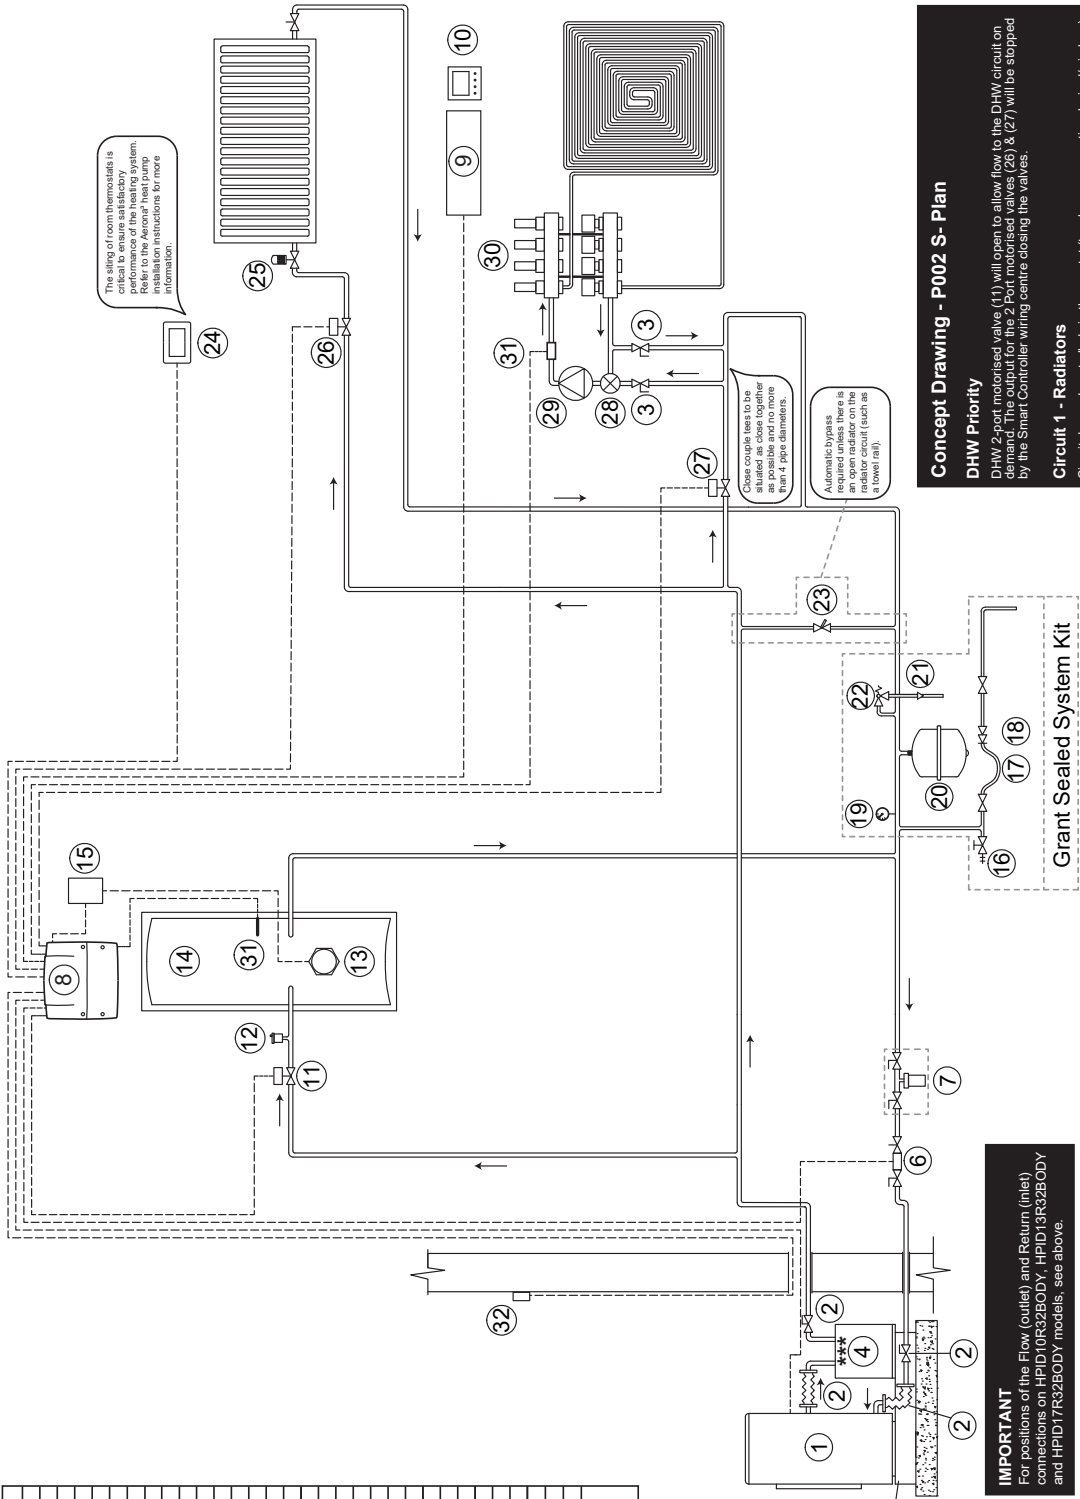 The siting of room thermostats is
critical to ensure satisfactory
performance of the heating system.
Refer to the Aerona³ heat pump
installation instructions for more
information.
10
9
30
25
24
26
31
29
28
3
3
27
Close couple tees to be
situated as close together
as possible and no more
than 4 pipe diameters.
Automatic bypass
required unless there is
an open radiator on the
radiator circuit (such as
a towel rail).
23
15
8
14
31
13
12
11
22
21
19
20
18
17
16
Grant Sealed System Kit
7
6
32
2
4
2
1
2
2
IMPORTANT
For positions of the Flow (outlet) and Return (inlet)
connections on HPID10R32BODY, HPID13R32BODY
and HPID17R32BODY models, see above.
Concept Drawing - P002 S- Plan
DHW Priority
DHW 2-port motorised valve (11) will open to allow flow to the DHW circuit on
demand. The output for the 2 Port motorised valves (26) & (27) will be stopped
by the Smart Controller wiring centre closing the valves.
Circuit 1 - Radiators